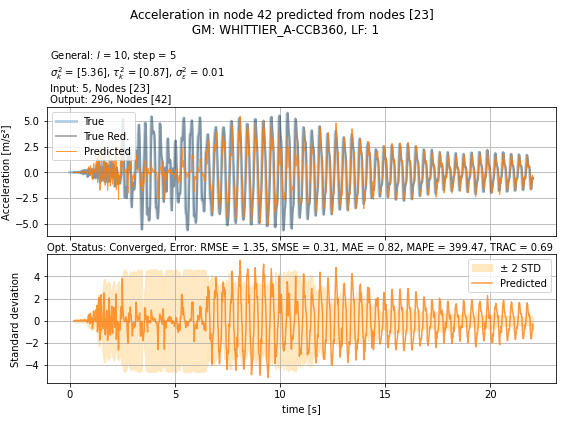 Acceleration in node 42 predicted from nodes [23]
GM: WHITTIER_A-CCB360, LF: 1
General: l = 10, step = 5
σ²ₖ = [5.36], τ²ₖ = [0.87], σ²ε = 0.01
Input: 5, Nodes [23]
Output: 296, Nodes [42]
Acceleration [m/s²]
5.0
2.5
0.0
−2.5
−5.0
True
True Red.
Predicted
Opt. Status: Converged, Error: RMSE = 1.35, SMSE = 0.31, MAE = 0.82, MAPE = 399.47, TRAC = 0.69
Standard deviation
4
2
0
−2
−4
± 2 STD
Predicted
0
5
10
15
20
time [s]